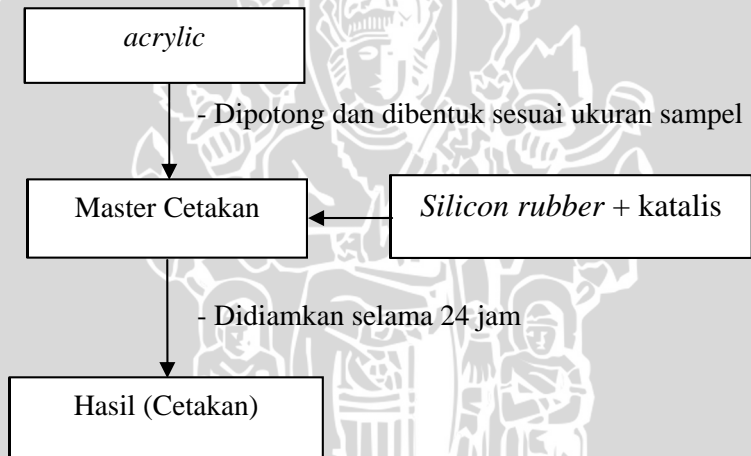 acrylic
- Dipotong dan dibentuk sesuai ukuran sampel
Master Cetakan
Silicon rubber + katalis
- Didiamkan selama 24 jam
Hasil (Cetakan)